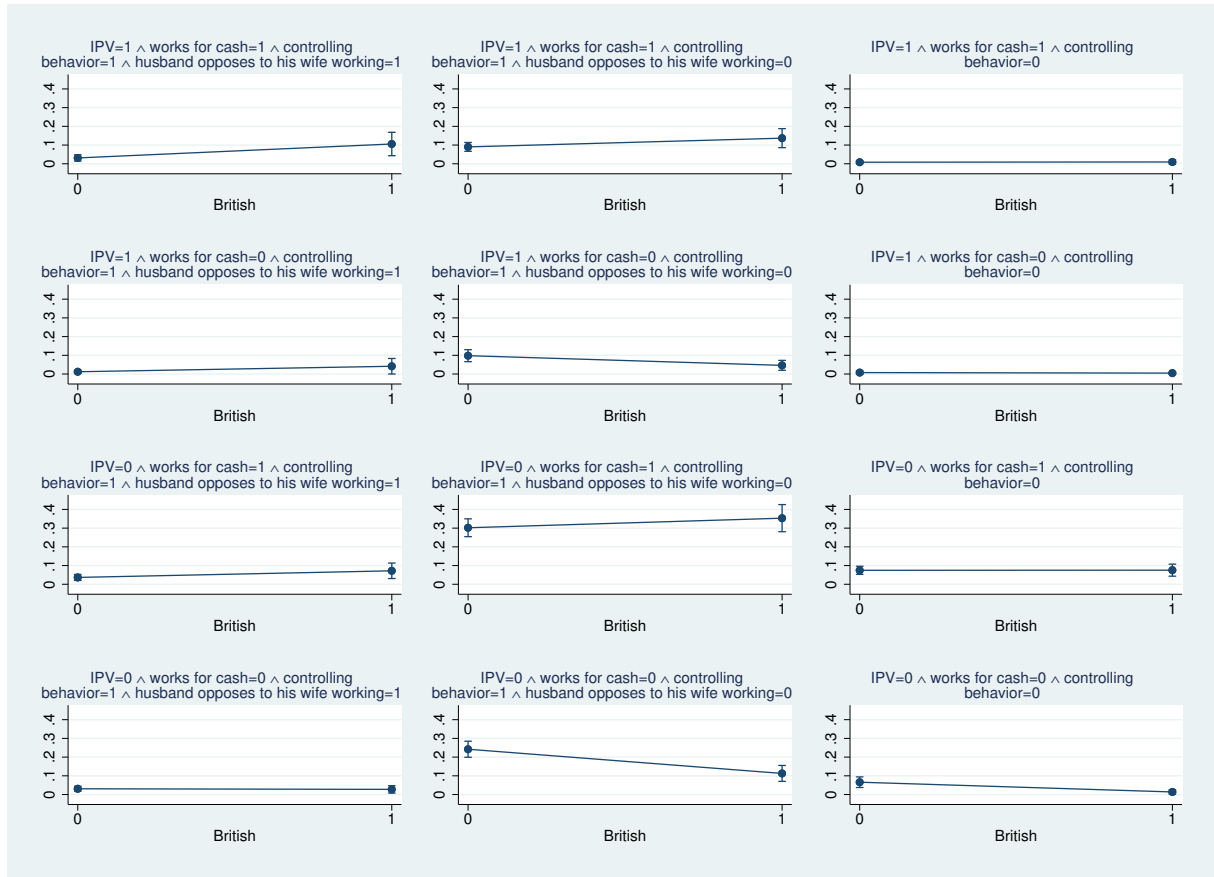 IPV=1 ∧ works for cash=1 ∧ controlling
behavior=1 ∧ husband opposes to his wife working=1
.4
.3
.2
.1
0
0 1
British
IPV=1 ∧ works for cash=1 ∧ controlling
behavior=1 ∧ husband opposes to his wife working=0
.4
.3
.2
.1
0
0 1
British
IPV=1 ∧ works for cash=1 ∧ controlling
behavior=0
.4
.3
.2
.1
0
0 1
British
IPV=1 ∧ works for cash=0 ∧ controlling
behavior=1 ∧ husband opposes to his wife working=1
.4
.3
.2
.1
0
0 1
British
IPV=1 ∧ works for cash=0 ∧ controlling
behavior=1 ∧ husband opposes to his wife working=0
.4
.3
.2
.1
0
0 1
British
IPV=1 ∧ works for cash=0 ∧ controlling
behavior=0
.4
.3
.2
.1
0
0 1
British
IPV=0 ∧ works for cash=1 ∧ controlling
behavior=1 ∧ husband opposes to his wife working=1
.4
.3
.2
.1
0
0 1
British
IPV=0 ∧ works for cash=1 ∧ controlling
behavior=1 ∧ husband opposes to his wife working=0
.4
.3
.2
.1
0
0 1
British
IPV=0 ∧ works for cash=1 ∧ controlling
behavior=0
.4
.3
.2
.1
0
0 1
British
IPV=0 ∧ works for cash=0 ∧ controlling
behavior=1 ∧ husband opposes to his wife working=1
.4
.3
.2
.1
0
0 1
British
IPV=0 ∧ works for cash=0 ∧ controlling
behavior=1 ∧ husband opposes to his wife working=0
.4
.3
.2
.1
0
0 1
British
IPV=0 ∧ works for cash=0 ∧ controlling
behavior=0
.4
.3
.2
.1
0
0 1
British